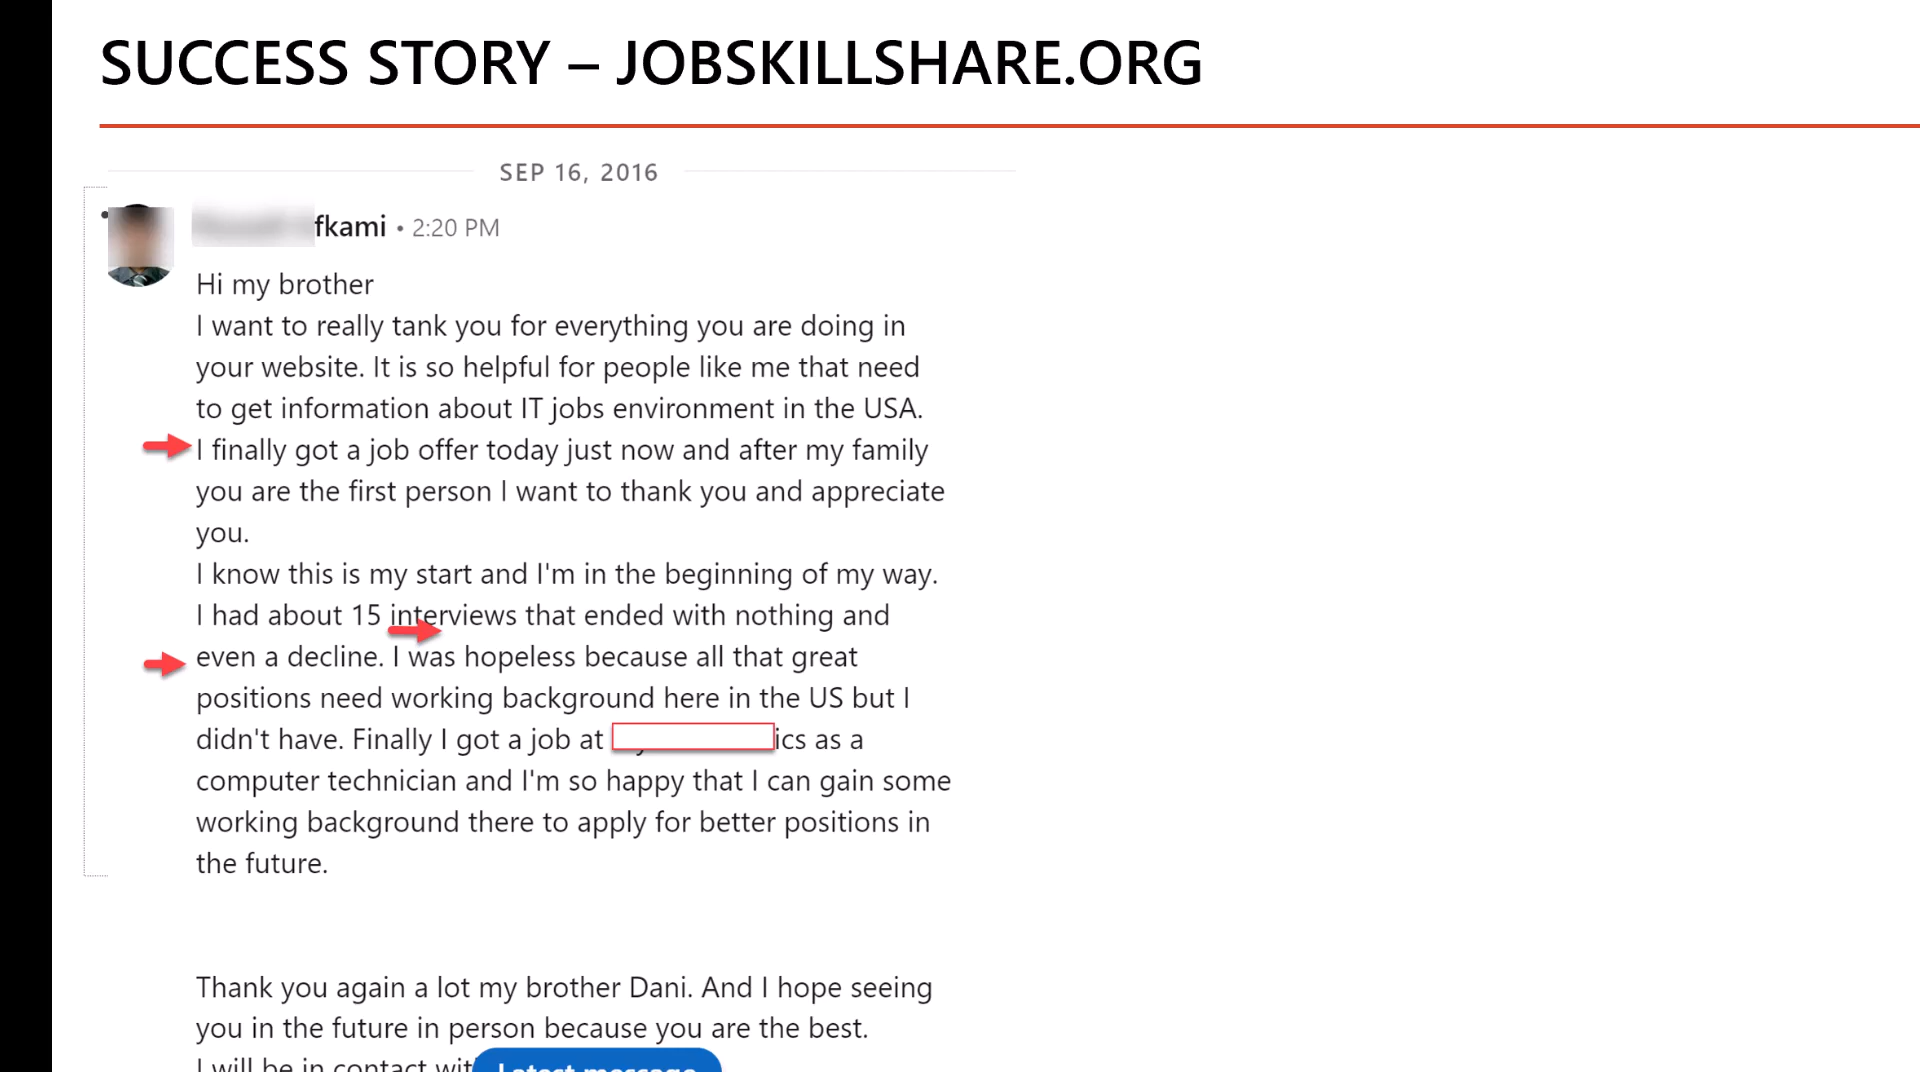 SUCCESS STORY – JOBSKILLSHARE.ORG
SEP 16, 2016
fkami • 2:20 PM
Hi my brother
I want to really tank you for everything you are doing in
your website. It is so helpful for people like me that need
to get information about IT jobs environment in the USA.
I finally got a job offer today just now and after my family
you are the first person I want to thank you and appreciate
you.
I know this is my start and I'm in the beginning of my way.
I had about 15 interviews that ended with nothing and
even a decline. I was hopeless because all that great
positions need working background here in the US but I
didn't have. Finally I got a job at ics as a
computer technician and I'm so happy that I can gain some
working background there to apply for better positions in
the future.
Thank you again a lot my brother Dani. And I hope seeing
you in the future in person because you are the best.
I will be in contact wit
Latest message